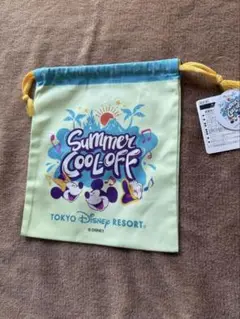 Summer
COOL-OFF
TOKYO Disney RESORT®
© DISNEY